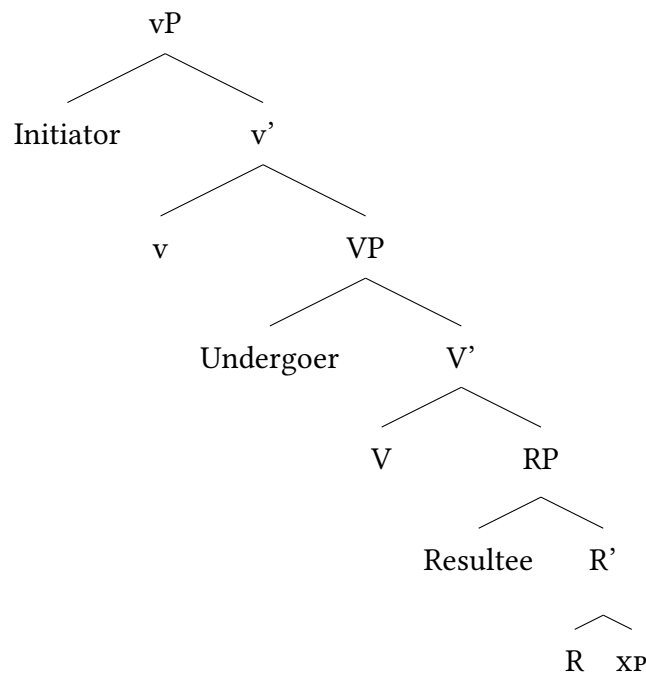 vP
Initiator v’
v VP
Undergoer V’
V RP
Resultee R’
R XP